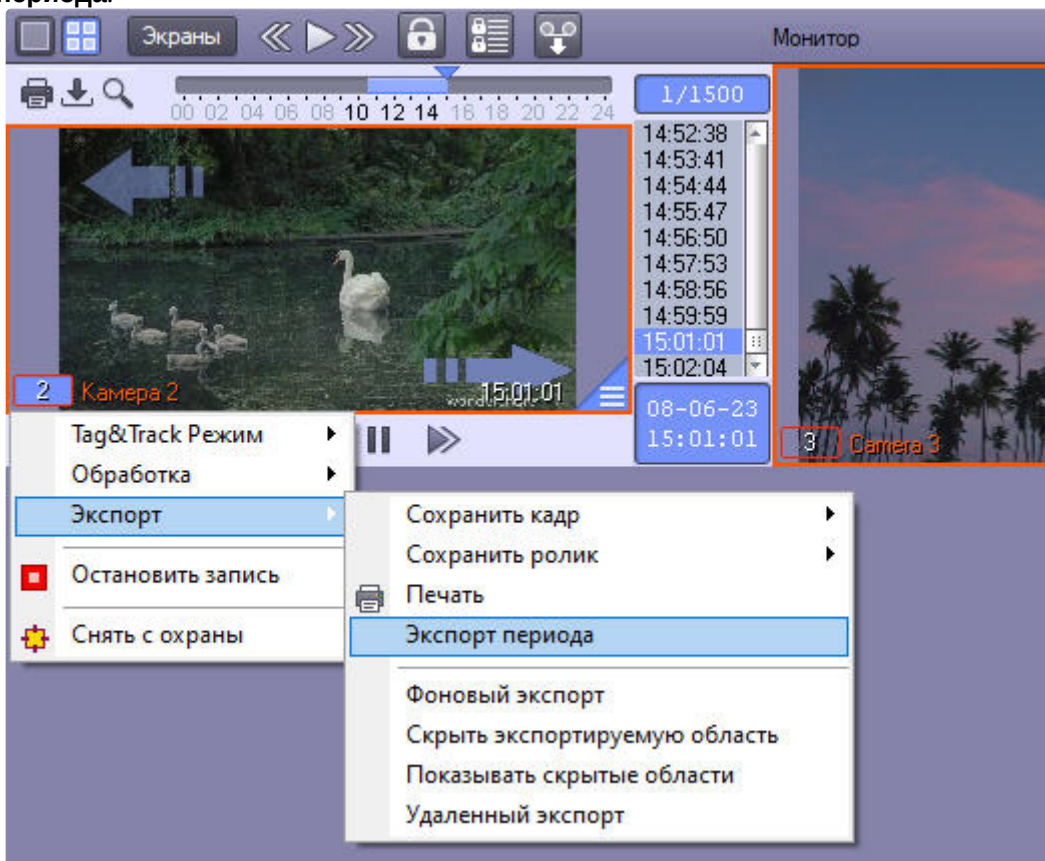 периода.
Экраны
Монитор
00 02 04 06 08 10 12 14 16 18 20 22 24
1/1500
14:52:38
14:53:41
14:54:44
14:55:47
14:56:50
14:57:53
14:58:56
14:59:59
15:01:01
15:02:04
2 Камера 2
15:01:01
08-06-23
15:01:01
3 Camera 3
Tag&Track Режим
Обработка
Экспорт
Остановить запись
Снять с охраны
Сохранить кадр
Сохранить ролик
Печать
Экспорт периода
Фоновый экспорт
Скрыть экспортируемую область
Показывать скрытые области
Удаленный экспорт